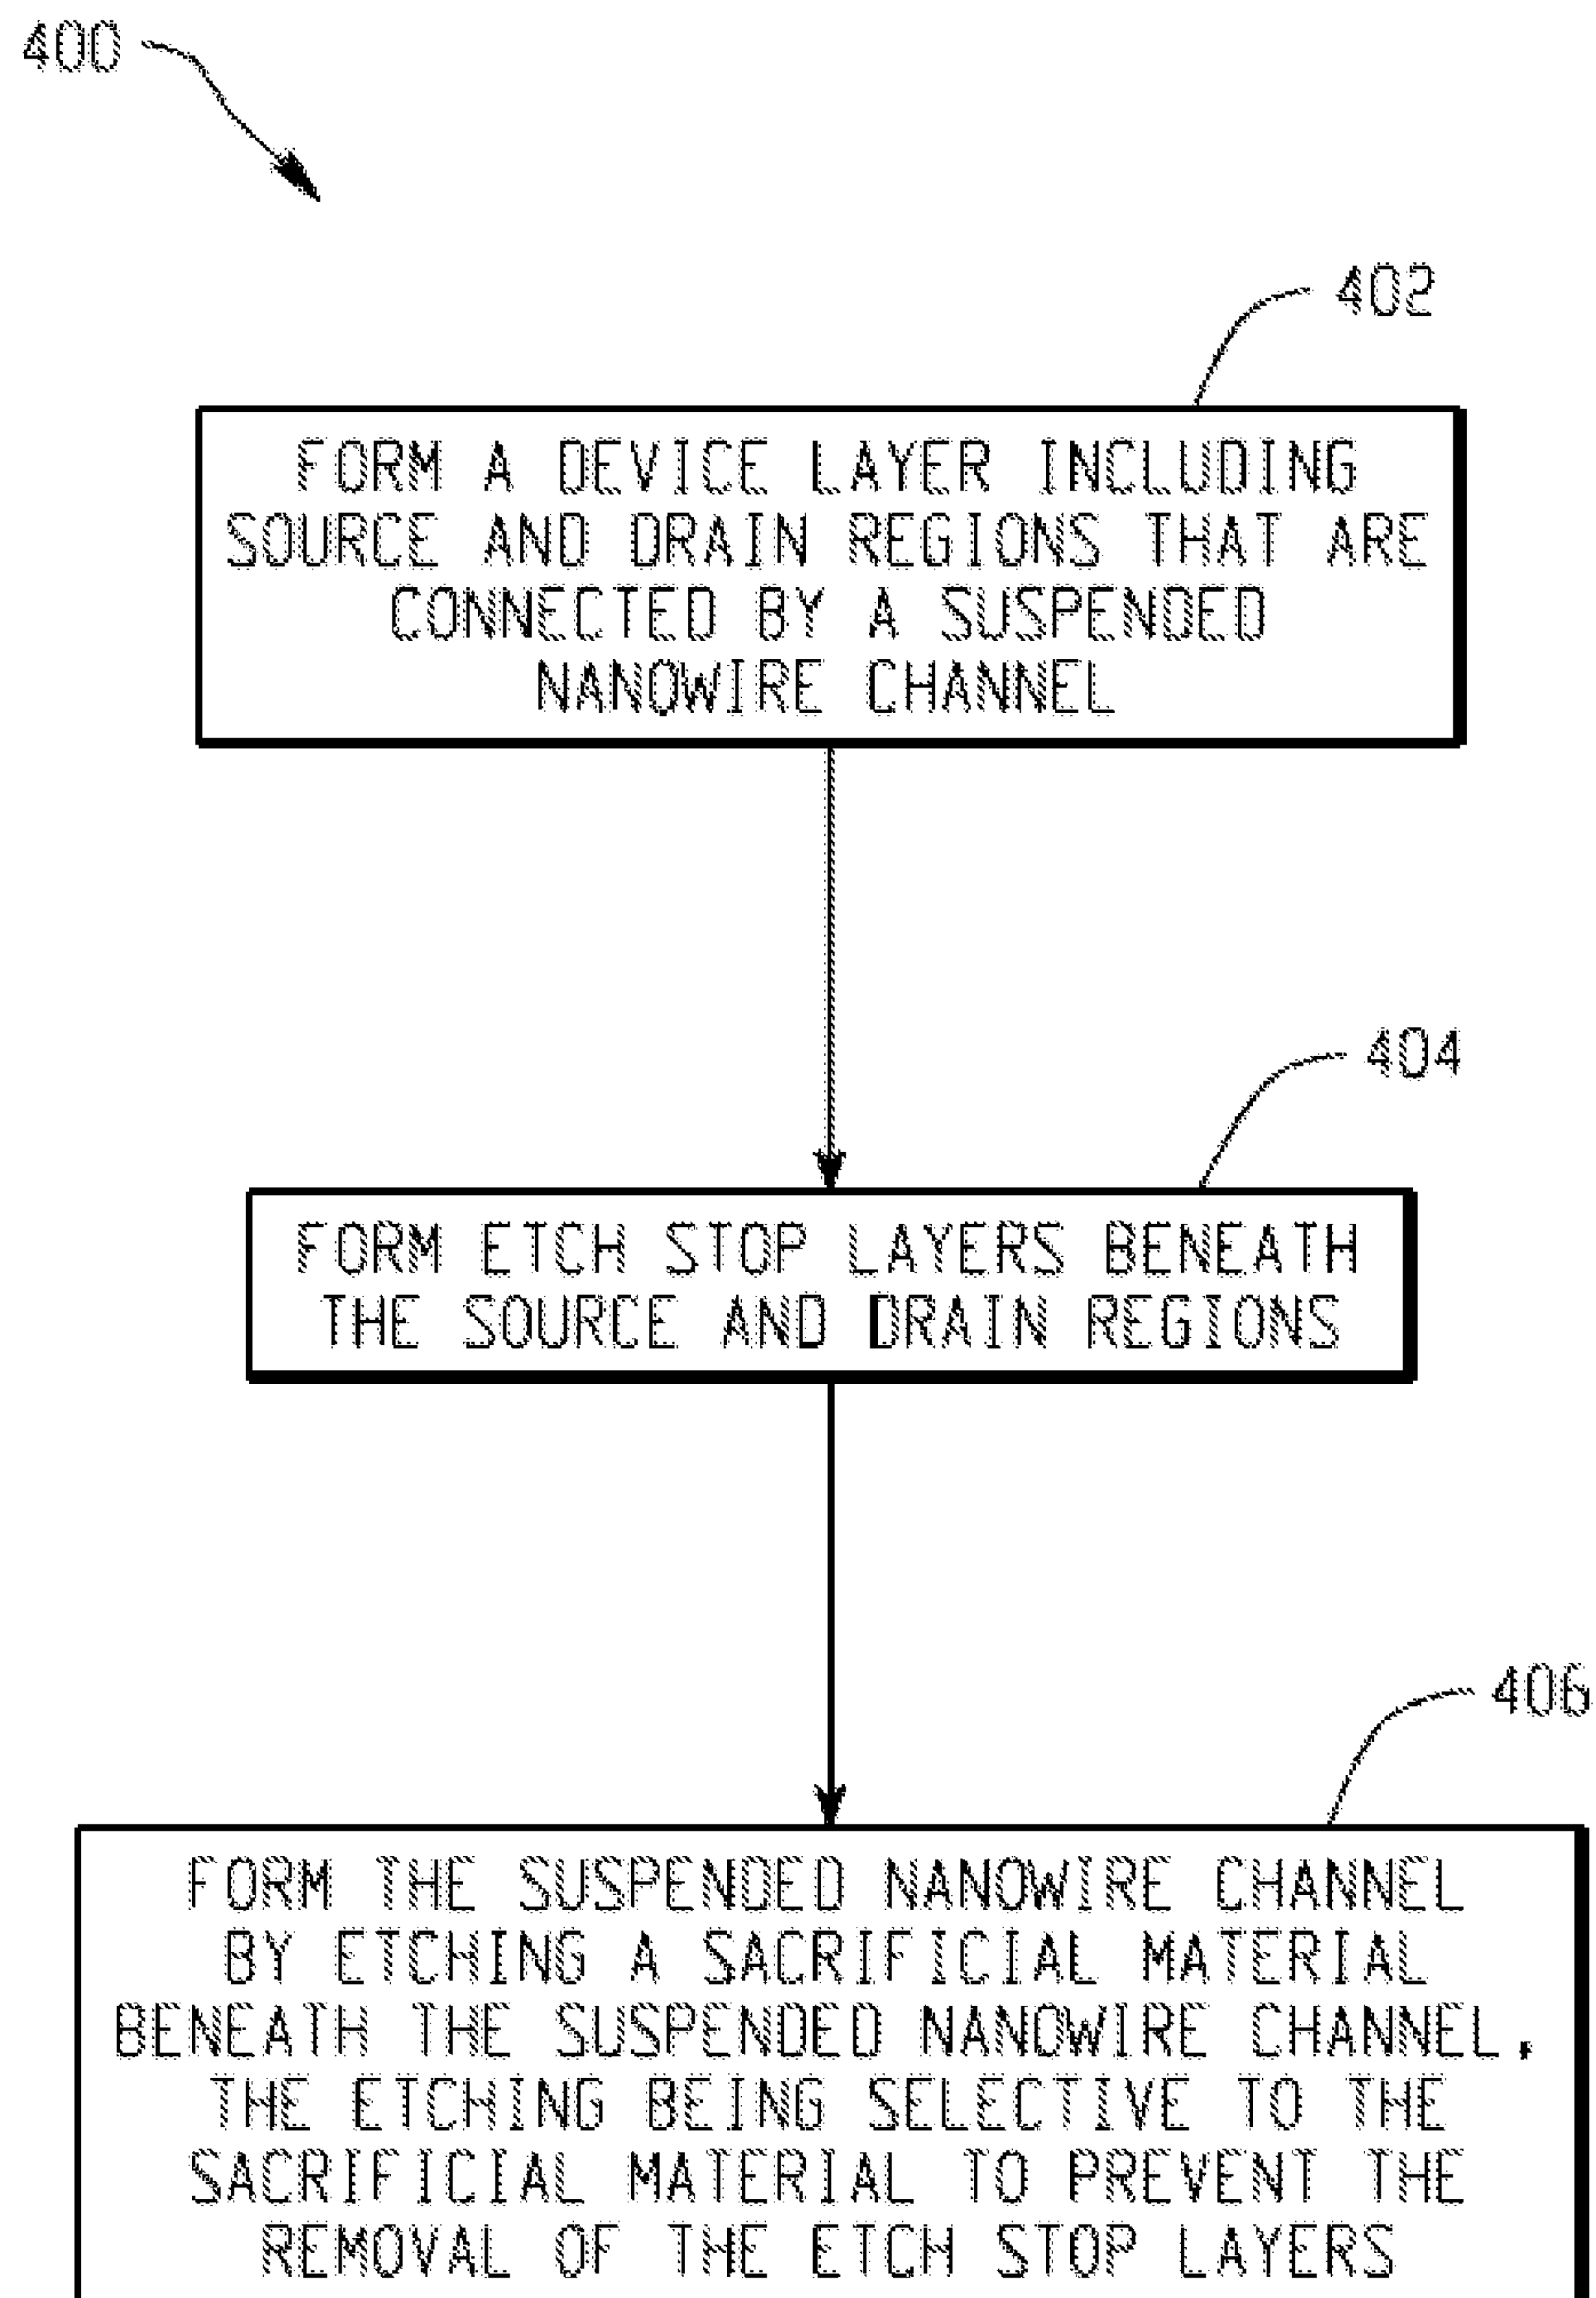 400
402
FORM A DEVICE LAYER INCLUDING
SOURCE AND DRAIN REGIONS THAT ARE
CONNECTED BY A SUSPENDED
NANOWIRE CHANNEL
404
FORM ETCH STOP LAYERS BENEATH
THE SOURCE AND DRAIN REGIONS
406
FORM THE SUSPENDED NANOWIRE CHANNEL
BY ETCHING A SACRIFICIAL MATERIAL
BENEATH THE SUSPENDED NANOWIRE CHANNEL,
THE ETCHING BEING SELECTIVE TO THE
SACRIFICIAL MATERIAL TO PREVENT THE
REMOVAL OF THE ETCH STOP LAYERS